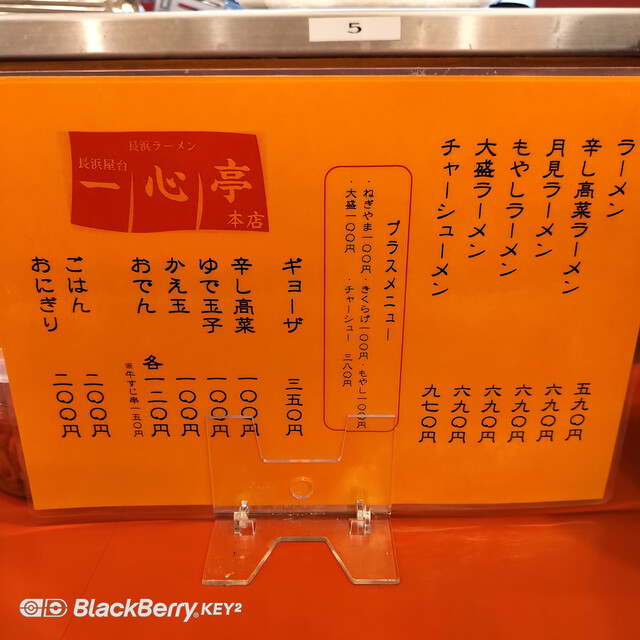 5
ラーメン 五九〇円
辛し高菜ラーメン 六九〇円
月見ラーメン 六九〇円
もやしラーメン 六九〇円
大盛ラーメン 六九〇円
チャーシューメン 九七〇円
プラスメニュー
・ねぎやま一〇〇円・きくらげ一〇〇円・もやし一〇〇円
・大盛一〇〇円 ・チャーシュー 三八〇円
ギョーザ 三五〇円
辛し高菜 一〇〇円
ゆで玉子 一〇〇円
かえ玉 一〇〇円
おでん 各一二〇円
※牛すじ串一五〇円
ごはん 二〇〇円
おにぎり 二〇〇円
長浜ラーメン
長浜屋台
一心亭
本店
BlackBerry KEY2